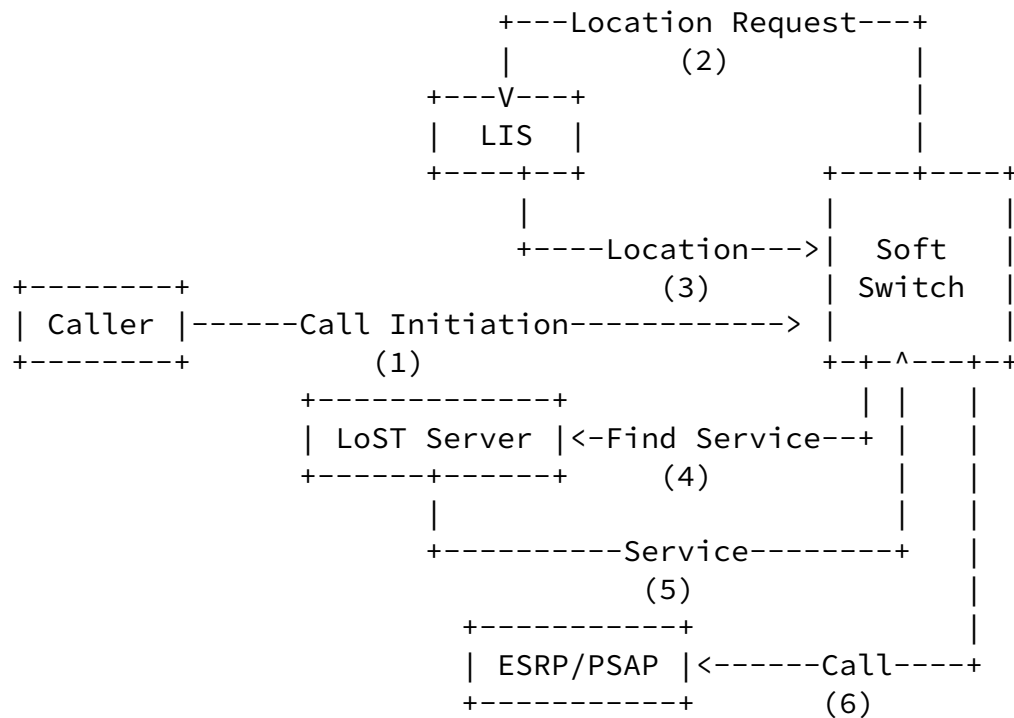 Location Request
(2)
LIS
Location
(3)
Soft
Switch
Caller
Call Initiation
(1)
LoST Server
Find Service
(4)
Service
(5)
ESRP/PSAP
Call
(6)